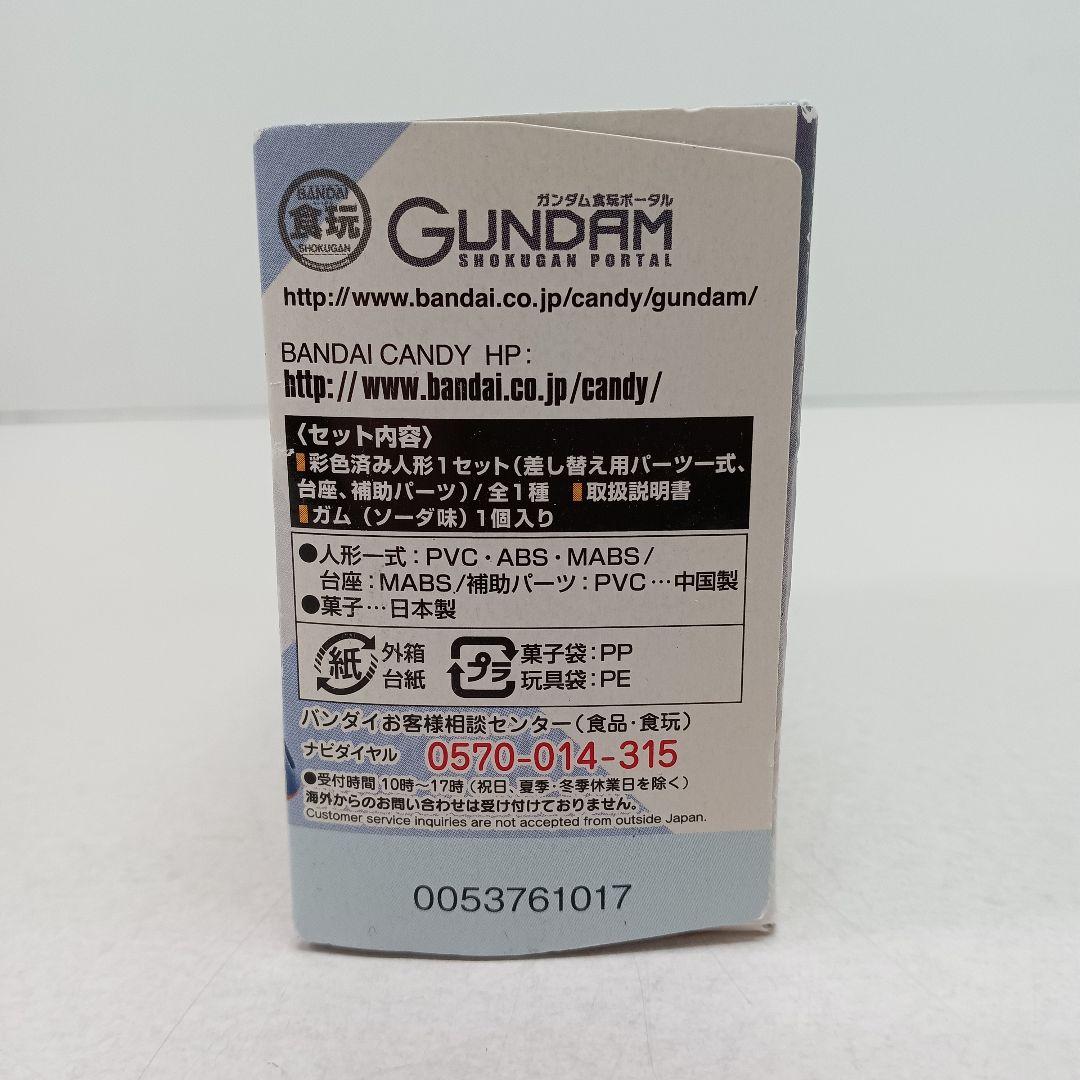 BANDAI
食玩
SHOKUGAN
ガンダム食玩ポータル
GUNDAM
SHOKUGAN PORTAL
http://www.bandai.co.jp/candy/gundam/
BANDAI CANDY HP:
http://www.bandai.co.jp/candy/
〈セット内容〉
彩色済み人形1セット(差し替え用パーツ一式、
台座、補助パーツ)/全1種 取扱説明書
ガム(ソーダ味)1個入り
●人形一式:PVC・ABS・MABS/
台座:MABS/補助パーツ:PVC…中国製
●菓子…日本製
紙 外箱 プラ 菓子袋:PP
台紙 玩具袋:PE
バンダイお客様相談センター(食品・食玩)
ナビダイヤル 0570-014-315
●受付時間 10時〜17時(祝日、夏季・冬季休業日を除く)
海外からのお問い合わせは受け付けておりません。
Customer service inquiries are not accepted from outside Japan.
0053761017